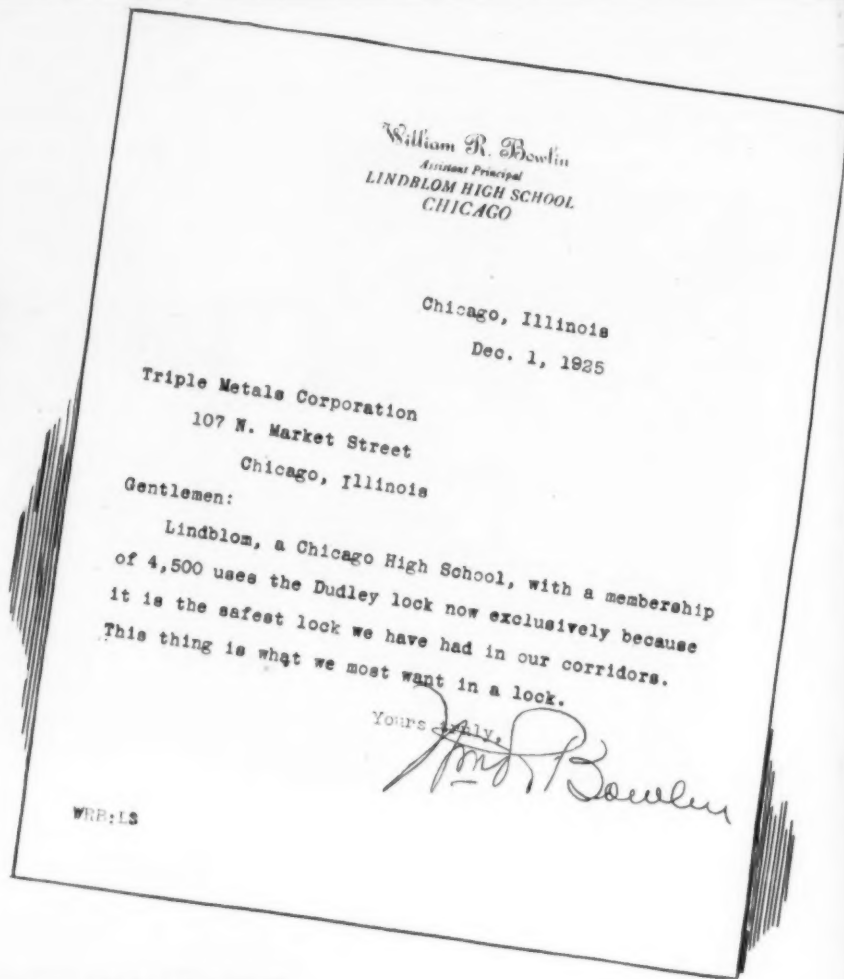 William R. Bowlin
Assistant Principal
LINDBLOM HIGH SCHOOL
CHICAGO
Chicago, Illinois
Dec. 1, 1925
Triple Metals Corporation
107 N. Market Street
Chicago, Illinois
Gentlemen:
Lindblom, a Chicago High School, with a membership
of 4,500 uses the Dudley lock now exclusively because
it is the safest lock we have had in our corridors.
This thing is what we most want in a lock.
Yours truly,
Wm R Bowlin
WRB:LS